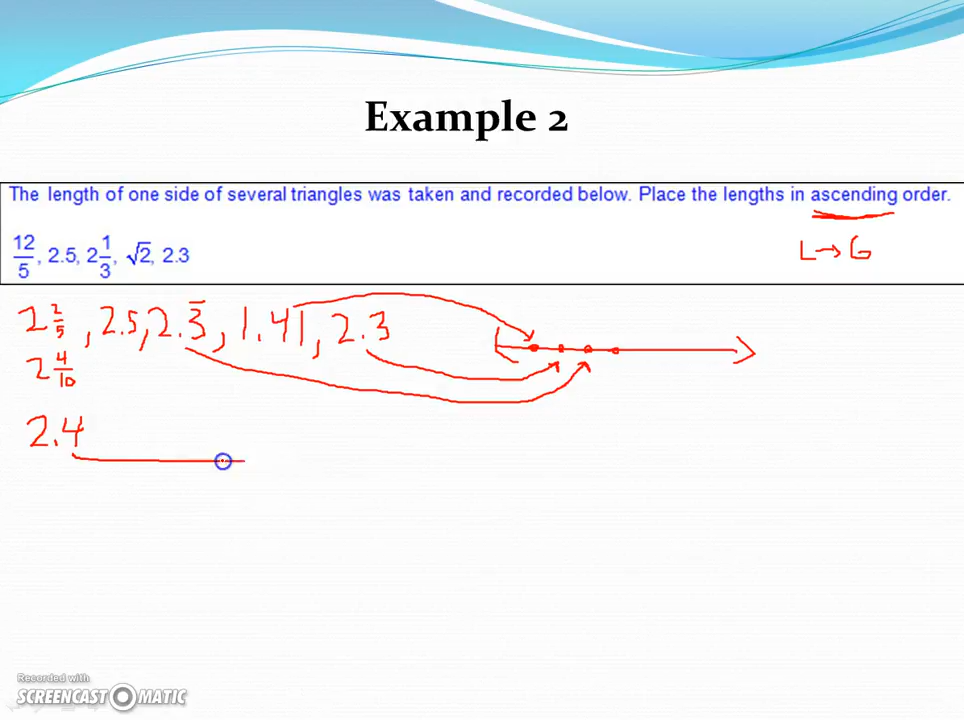 Example 2
The length of one side of several triangles was taken and recorded below. Place the lengths in ascending order.
12/5, 2.5, 2 1/3, √2, 2.3
L→G
2 2/5, 2.5, 2.3̅, 1.41, 2.3
2 4/10
2.4
Recorded with
SCREENCAST-O-MATIC